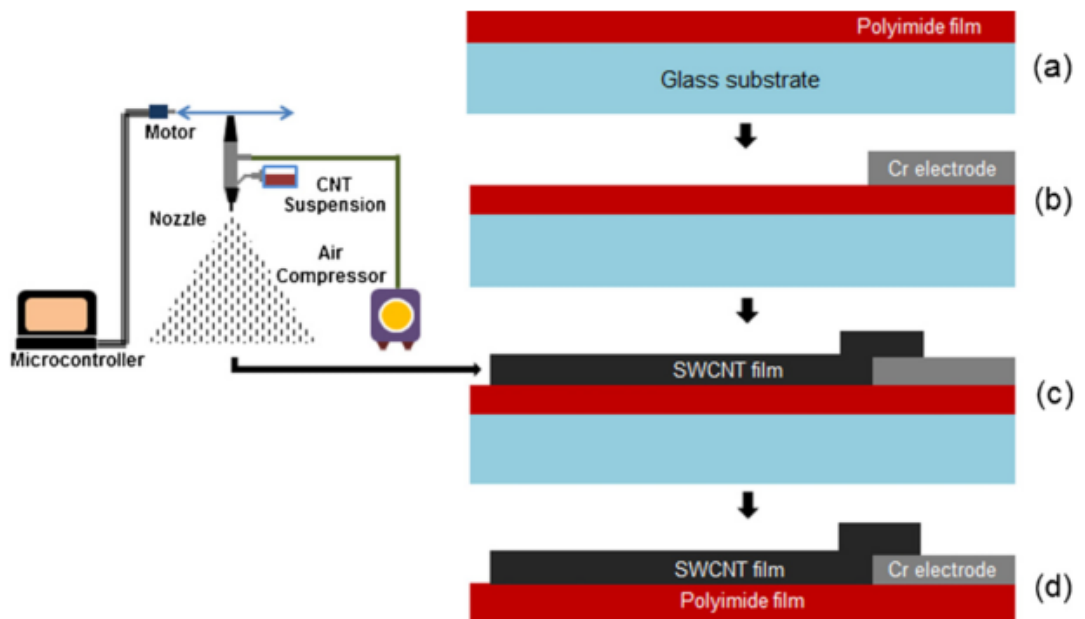 Polyimide film
Glass substrate
(a)
Motor
CNT
Suspension
Nozzle
Air
Compressor
Microcontroller
Cr electrode
(b)
SWCNT film
(c)
SWCNT film
Cr electrode
Polyimide film
(d)